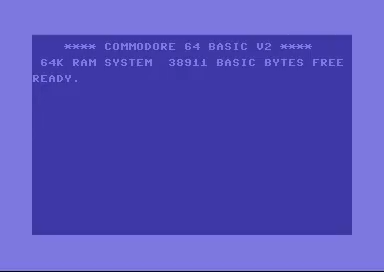 **** COMMODORE 64 BASIC V2 ****
64K RAM SYSTEM  38911 BASIC BYTES FREE
READY.